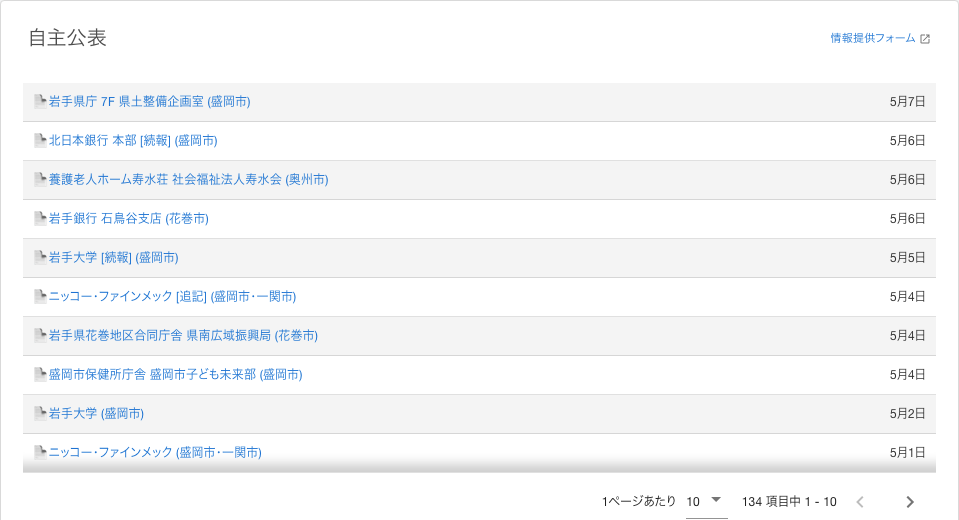 自主公表
情報提供フォーム
岩手県庁 7F 県土整備企画室 (盛岡市) 5月7日
北日本銀行 本部 [続報] (盛岡市) 5月6日
養護老人ホーム寿水荘 社会福祉法人寿水会 (奥州市) 5月6日
岩手銀行 石鳥谷支店 (花巻市) 5月6日
岩手大学 [続報] (盛岡市) 5月5日
ニッコー・ファインメック [追記] (盛岡市・一関市) 5月4日
岩手県花巻地区合同庁舎 県南広域振興局 (花巻市) 5月4日
盛岡市保健所庁舎 盛岡市子ども未来部 (盛岡市) 5月4日
岩手大学 (盛岡市) 5月2日
ニッコー・ファインメック (盛岡市・一関市) 5月1日
1ページあたり 10 134 項目中 1 - 10